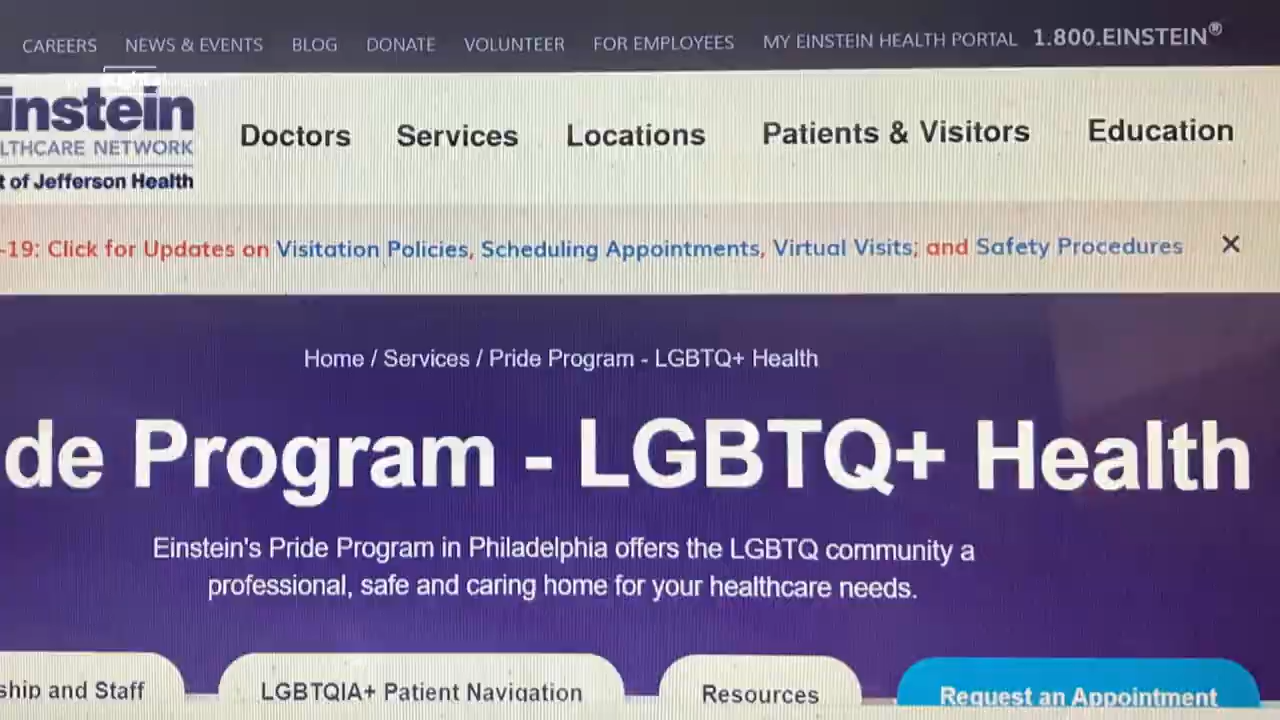 CAREERS NEWS & EVENTS BLOG DONATE VOLUNTEER FOR EMPLOYEES MY EINSTEIN HEALTH PORTAL 1.800.EINSTEIN®
instein
LTHCARE NETWORK
t of Jefferson Health
Doctors Services Locations Patients & Visitors Education
-19: Click for Updates on Visitation Policies, Scheduling Appointments, Virtual Visits; and Safety Procedures ×
Home / Services / Pride Program - LGBTQ+ Health
de Program - LGBTQ+ Health
Einstein's Pride Program in Philadelphia offers the LGBTQ community a
professional, safe and caring home for your healthcare needs.
ship and Staff LGBTQIA+ Patient Navigation Resources Request an Appointment